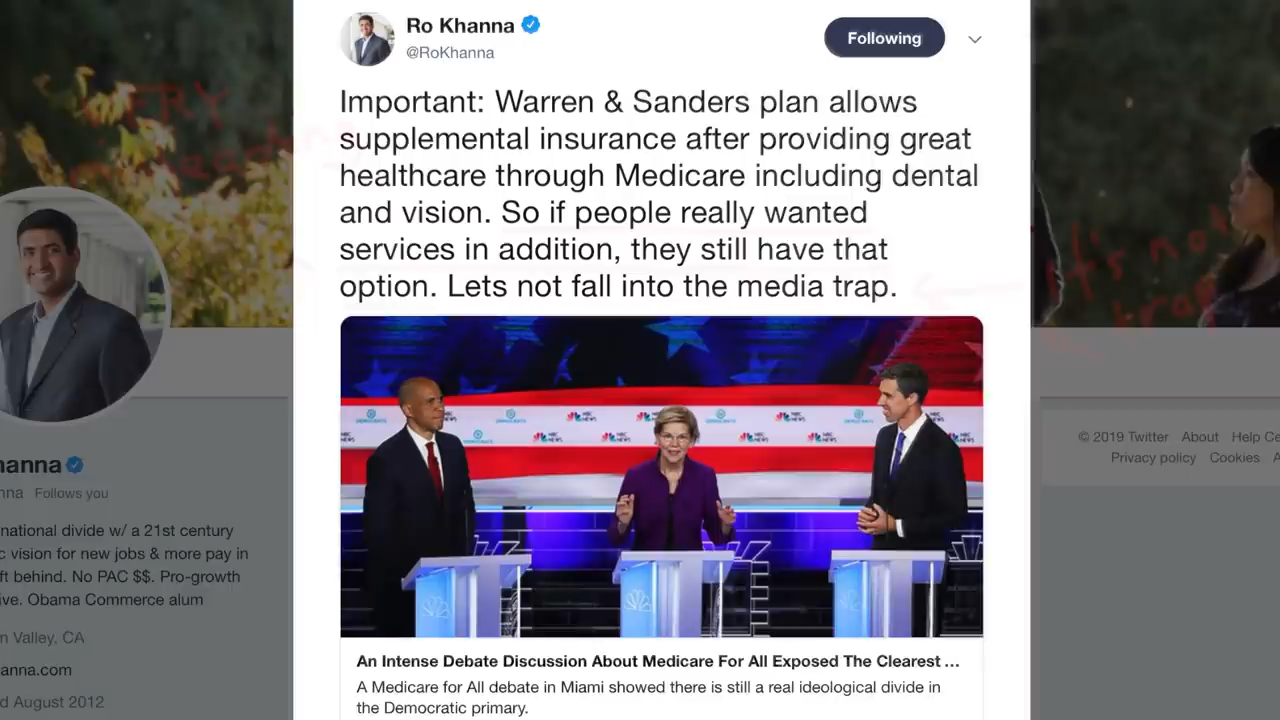 Ro Khanna
@RoKhanna
Following
Important: Warren & Sanders plan allows
supplemental insurance after providing great
healthcare through Medicare including dental
and vision. So if people really wanted
services in addition, they still have that
option. Lets not fall into the media trap.
NBC NEWS
An Intense Debate Discussion About Medicare For All Exposed The Clearest ...
A Medicare for All debate in Miami showed there is still a real ideological divide in
the Democratic primary.
hanna
nna Follows you
national divide w/ a 21st century
c vision for new jobs & more pay in
ft behind. No PAC $$. Pro-growth
ive. Obama Commerce alum
n Valley, CA
anna.com
d August 2012
© 2019 Twitter About Help Ce
Privacy policy Cookies A
It's not
trap